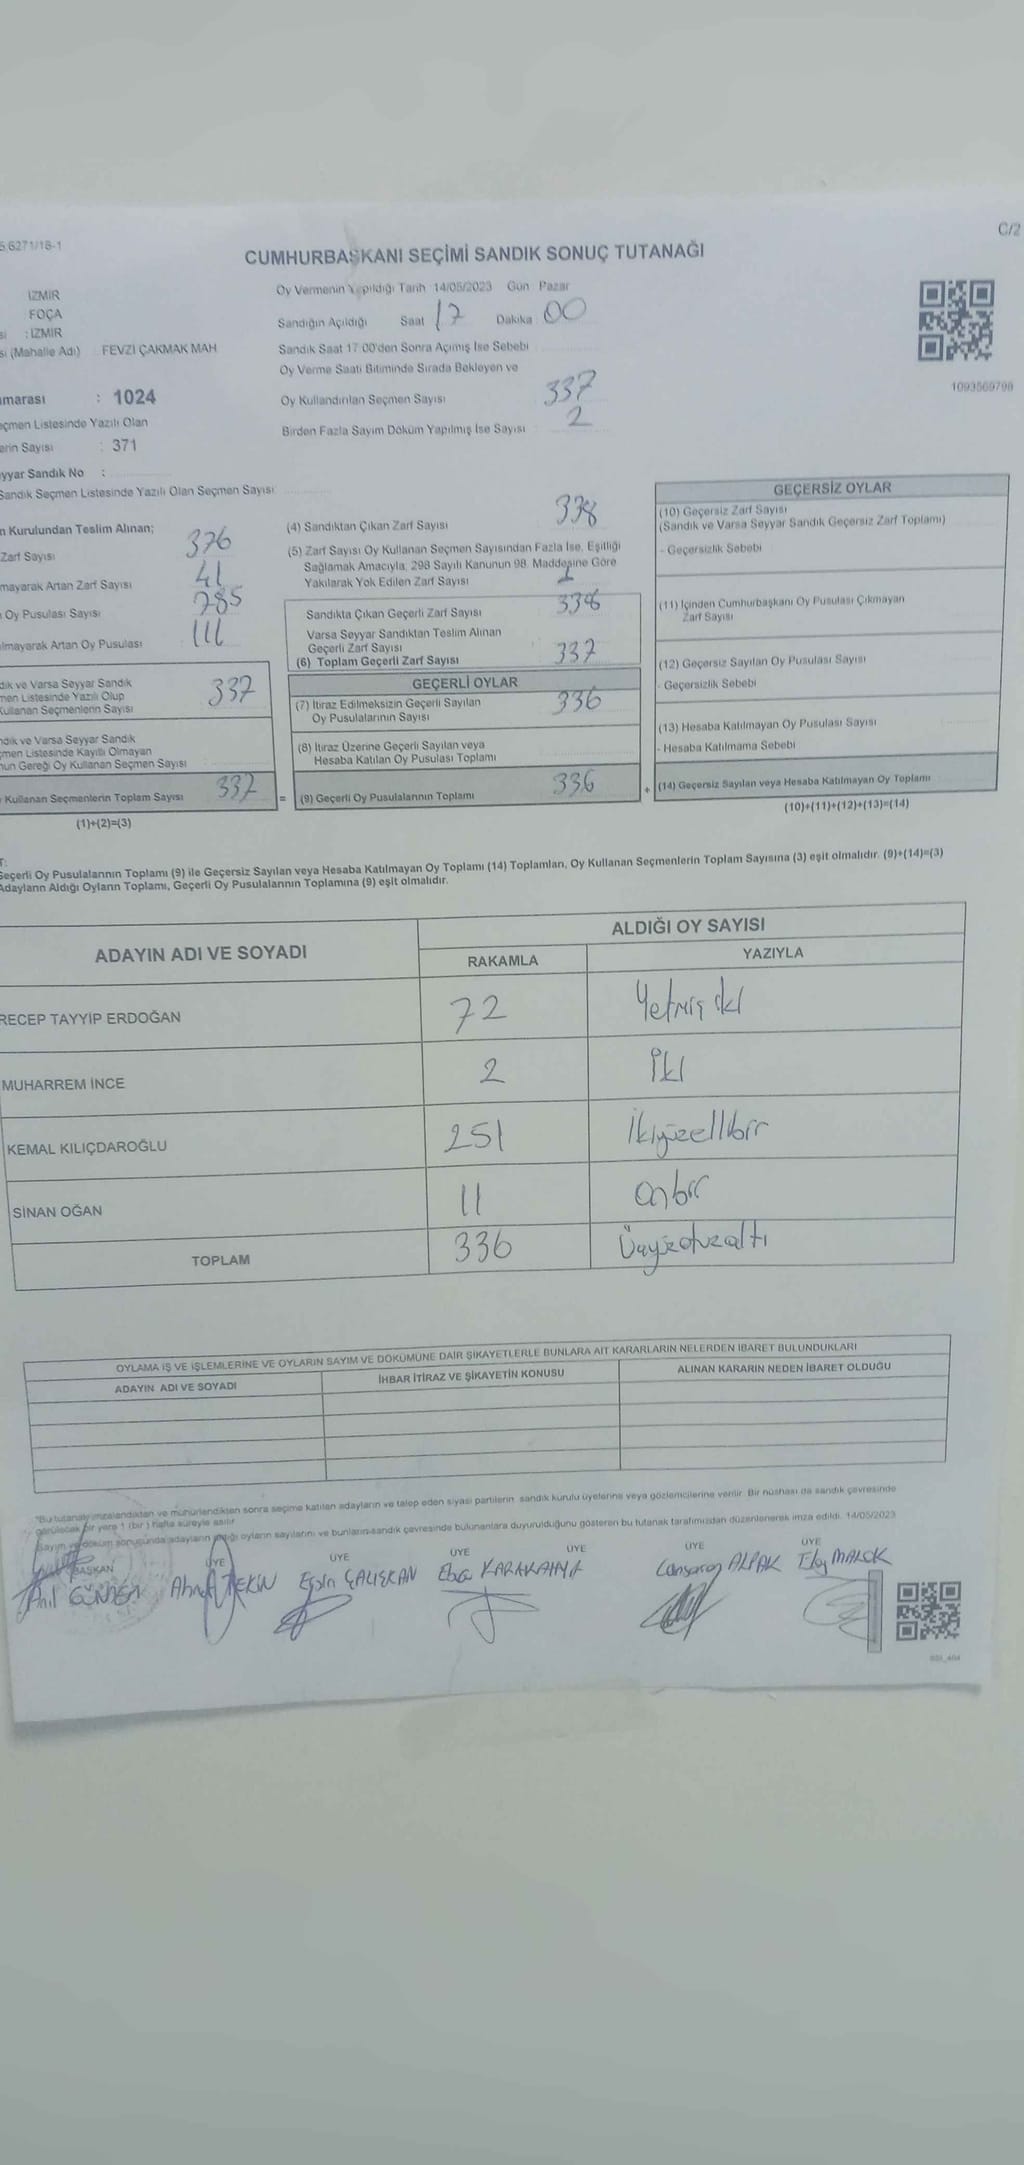 6271/18-1
C/2
CUMHURBAŞKANI SEÇİMİ SANDIK SONUÇ TUTANAĞI
İZMİR
FOÇA
: İZMİR
(Mahalle Adı) FEVZİ ÇAKMAK MAH
marası : 1024
çmen Listesinde Yazılı Olan
erin Sayısı : 371
yyar Sandık No :
Sandık Seçmen Listesinde Yazılı Olan Seçmen Sayısı
Oy Vermenin Yapıldığı Tarih 14/05/2023 Gün Pazar
Sandığın Açıldığı Saat 17 Dakika 00
Sandık Saat 17:00'den Sonra Açımış İse Sebebi
Oy Verme Saati Bitiminde Sırada Bekleyen ve
Oy Kullandırılan Seçmen Sayısı 337
Birden Fazla Sayım Döküm Yapılmış İse Sayısı 2
1093569798
n Kurulundan Teslim Alınan;
Zarf Sayısı 376
mayarak Artan Zarf Sayısı 41
Oy Pusulası Sayısı 785
lmayarak Artan Oy Pusulası 111
dık ve Varsa Seyyar Sandık
men Listesinde Yazılı Olup
Kullanan Seçmenlerin Sayısı 337
ndık ve Varsa Seyyar Sandık
çmen Listesinde Kayıtlı Olmayan
nun Gereği Oy Kullanan Seçmen Sayısı
Kullanan Seçmenlerin Toplam Sayısı 337
(1)+(2)=(3)
(4) Sandıktan Çıkan Zarf Sayısı 338
(5) Zarf Sayısı Oy Kullanan Seçmen Sayısından Fazla İse, Eşitliği
Sağlamak Amacıyla, 298 Sayılı Kanunun 98. Maddesine Göre
Yakılarak Yok Edilen Zarf Sayısı 1
Sandıkta Çıkan Geçerli Zarf Sayısı
Varsa Seyyar Sandıktan Teslim Alınan
Geçerli Zarf Sayısı
(6) Toplam Geçerli Zarf Sayısı 337
GEÇERLİ OYLAR
(7) İtiraz Edilmeksizin Geçerli Sayılan
Oy Pusulalarının Sayısı 336
(8) İtiraz Üzerine Geçerli Sayılan veya
Hesaba Katılan Oy Pusulası Toplamı
= (9) Geçerli Oy Pusulalarının Toplamı 336
GEÇERSİZ OYLAR
(10) Geçersiz Zarf Sayısı
(Sandık ve Varsa Seyyar Sandık Geçersiz Zarf Toplamı)
- Geçersizlik Sebebi
(11) İçinden Cumhurbaşkanı Oy Pusulası Çıkmayan
Zarf Sayısı
(12) Geçersiz Sayılan Oy Pusulası Sayısı
- Geçersizlik Sebebi
(13) Hesaba Katılmayan Oy Pusulası Sayısı
- Hesaba Katılmama Sebebi
+ (14) Geçersiz Sayılan veya Hesaba Katılmayan Oy Toplamı
(10)+(11)+(12)+(13)=(14)
Geçerli Oy Pusulalarının Toplamı (9) ile Geçersiz Sayılan veya Hesaba Katılmayan Oy Toplamı (14) Toplamları, Oy Kullanan Seçmenlerin Toplam Sayısına (3) eşit olmalıdır. (9)+(14)=(3)
Adayların Aldığı Oyların Toplamı, Geçerli Oy Pusulalarının Toplamına (9) eşit olmalıdır.
ADAYIN ADI VE SOYADI
ALDIĞI OY SAYISI
RAKAMLA YAZIYLA
RECEP TAYYİP ERDOĞAN 72 Yetmiş iki
MUHARREM İNCE 2 İki
KEMAL KILIÇDAROĞLU 251 İkiyüzellibir
SİNAN OĞAN 11 Onbir
TOPLAM 336 Üçyüzotuzaltı
OYLAMA İŞ VE İŞLEMLERİNE VE OYLARIN SAYIM VE DÖKÜMÜNE DAİR ŞİKAYETLERLE BUNLARA AİT KARARLARIN NELERDEN İBARET BULUNDUKLARI
ADAYIN ADI VE SOYADI İHBAR İTİRAZ VE ŞİKAYETİN KONUSU ALINAN KARARIN NEDEN İBARET OLDUĞU
"Bu tutanak imzalandıktan ve mühürlendikten sonra seçime katılan adayların ve talep eden siyasi partilerin sandık kurulu üyelerine veya gözlemcilerine verilir. Bir nüshası da sandık çevresinde
görülecek bir yere 1 (bir) hafta süreyle asılır
Sayım ve döküm sonucunda adayların aldığı oyların sayılarını ve bunların sandık çevresinde bulunanlara duyurulduğunu gösteren bu tutanak tarafımızdan düzenlenerek imza edildi. 14/05/2023
BAŞKAN ÜYE ÜYE ÜYE ÜYE ÜYE ÜYE
Anıl Ahmet TEKİN ÇALIŞKAN Ebru KARAKAYA ALPAK